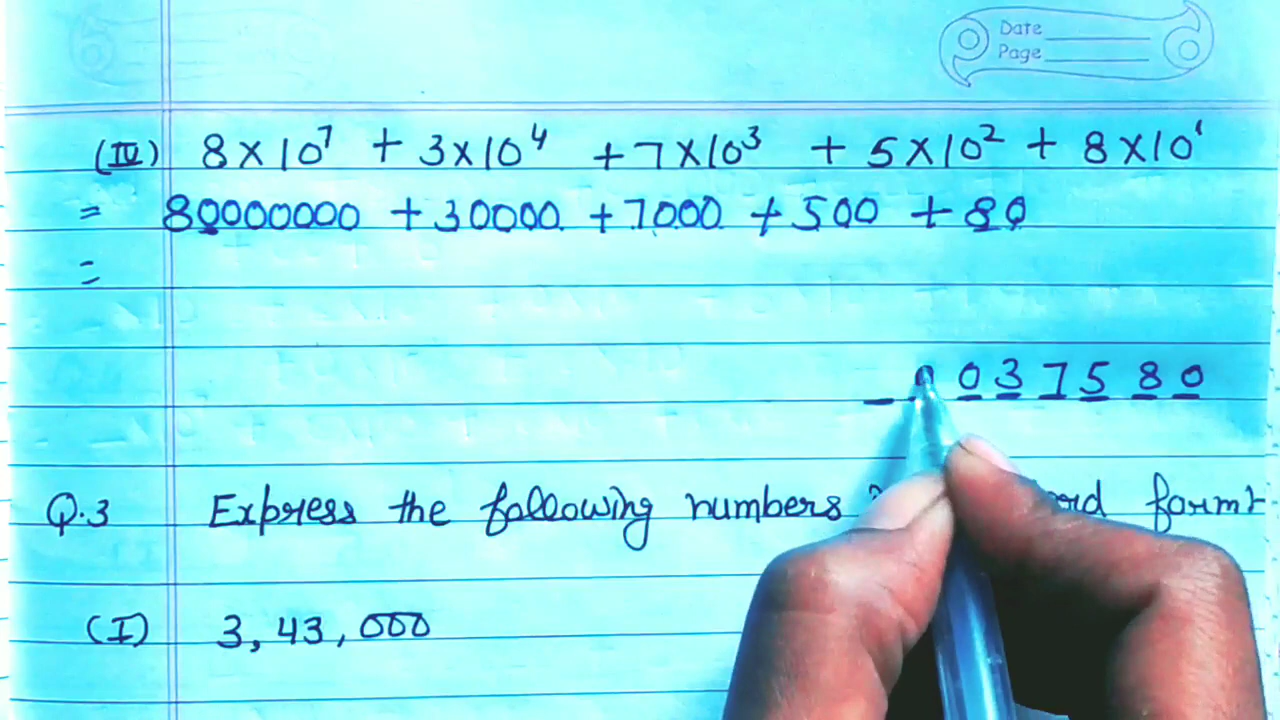 Date
Page
(IV) 8×10⁷ + 3×10⁴ + 7×10³ + 5×10² + 8×10¹
= 80000000 + 30000 + 7000 + 500 + 80
=
_ 0 0 3 7 5 8 0
Q.3 Express the following numbers
(I) 3, 43, 000